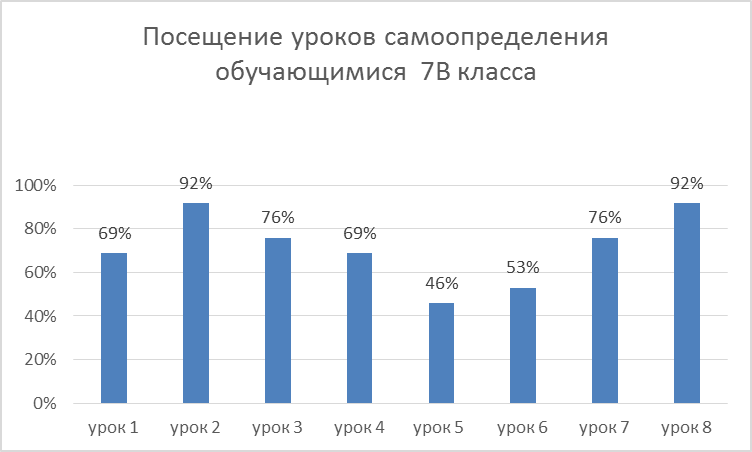 Посещение уроков самоопределения
обучающимися 7В класса
100%
80%
60%
40%
20%
0%
69%
92%
76%
69%
46%
53%
76%
92%
урок 1
урок 2
урок 3
урок 4
урок 5
урок 6
урок 7
урок 8